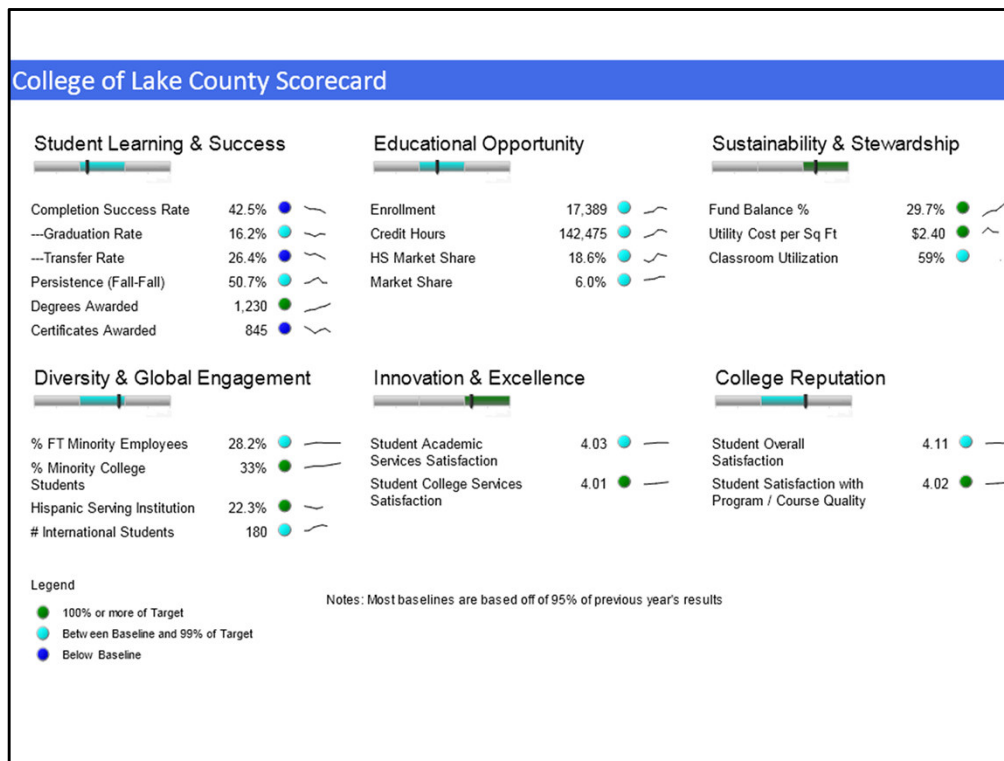 College of Lake County Scorecard
Student Learning & Success
Completion Success Rate 42.5%
---Graduation Rate 16.2%
---Transfer Rate 26.4%
Persistence (Fall-Fall) 50.7%
Degrees Awarded 1,230
Certificates Awarded 845
Educational Opportunity
Enrollment 17,389
Credit Hours 142,475
HS Market Share 18.6%
Market Share 6.0%
Sustainability & Stewardship
Fund Balance % 29.7%
Utility Cost per Sq Ft $2.40
Classroom Utilization 59%
Diversity & Global Engagement
% FT Minority Employees 28.2%
% Minority College 33%
Students
Hispanic Serving Institution 22.3%
# International Students 180
Innovation & Excellence
Student Academic 4.03
Services Satisfaction
Student College Services 4.01
Satisfaction
College Reputation
Student Overall 4.11
Satisfaction
Student Satisfaction with 4.02
Program / Course Quality
Legend
100% or more of Target
Between Baseline and 99% of Target
Below Baseline
Notes: Most baselines are based off of 95% of previous year's results